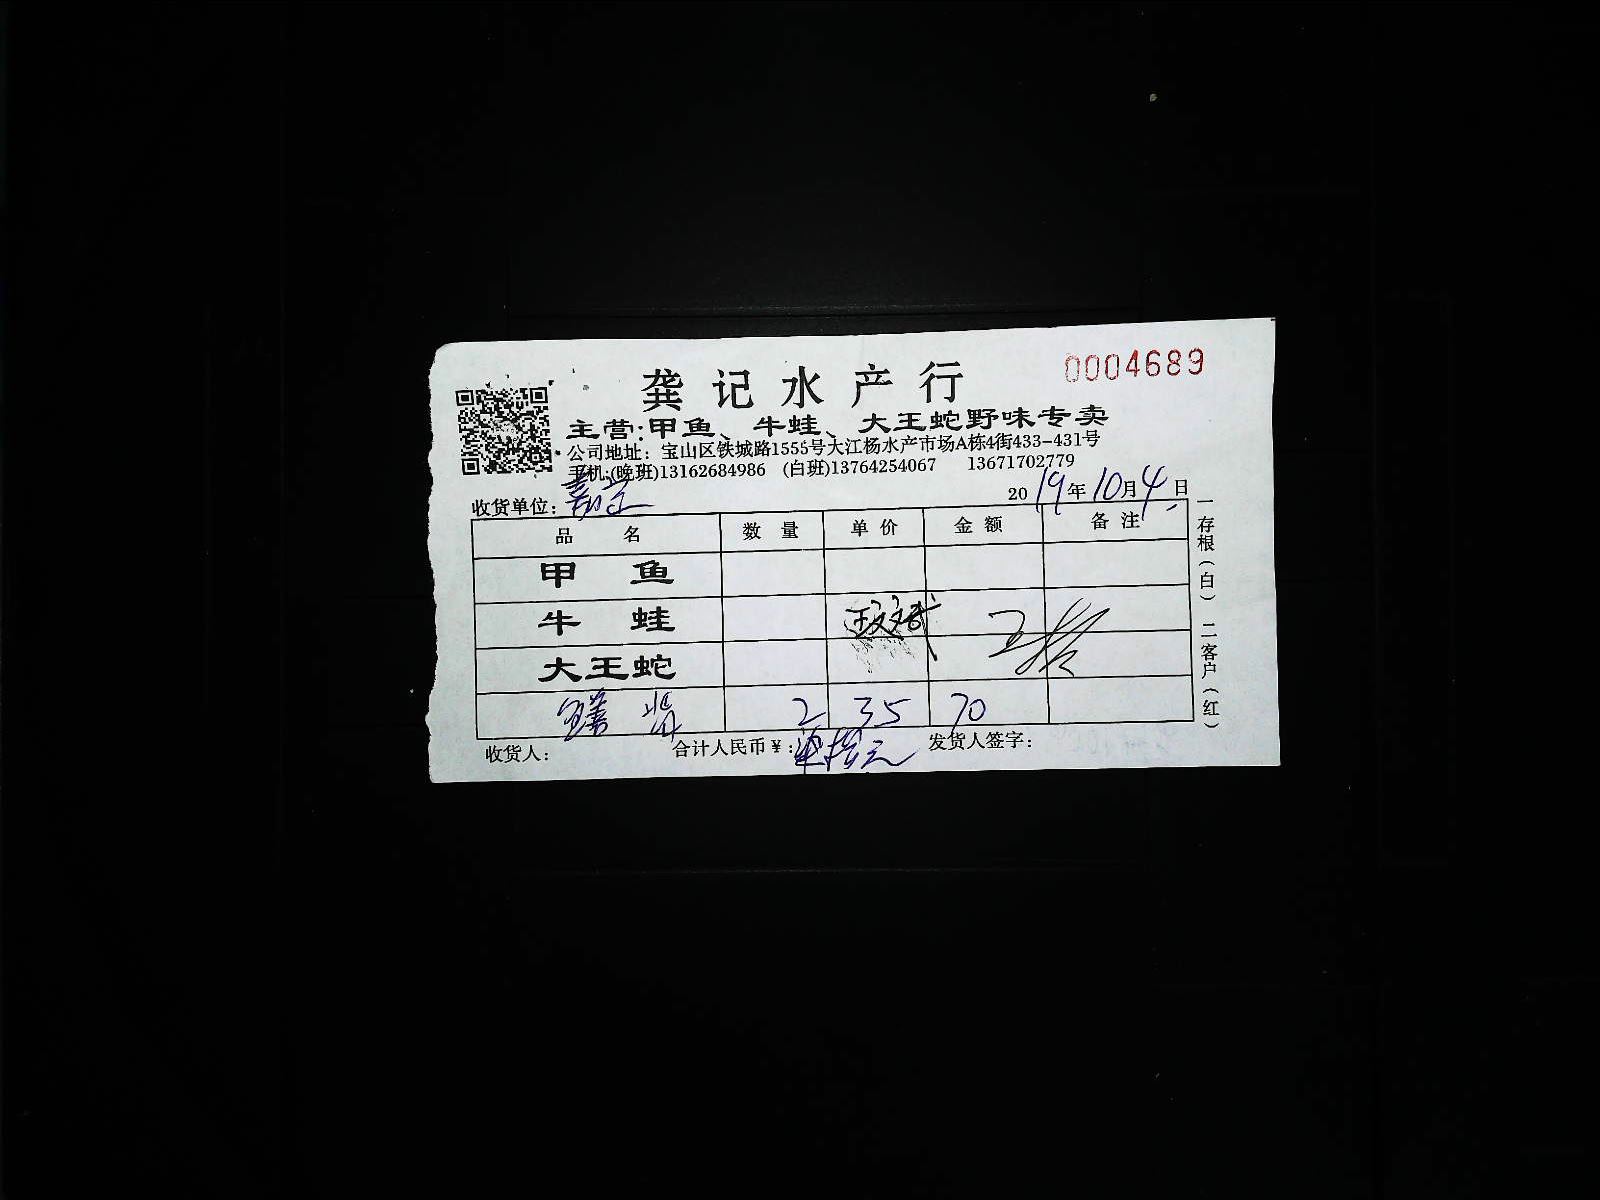 龚记水产行
0004689
主营:甲鱼、牛蛙、大王蛇野味专卖
公司地址：宝山区铁城路1555号大江杨水产市场A栋4街433-431号
手机:(晚班)13162684986 (白班)13764254067 13671702779
收货单位：嘉定 2019年10月4日
品名 数量 单价 金额 备注
甲鱼
牛蛙
大王蛇
2 35 70
收货人： 合计人民币¥：柒拾元 发货人签字：
一存根(白) 二客户(红)